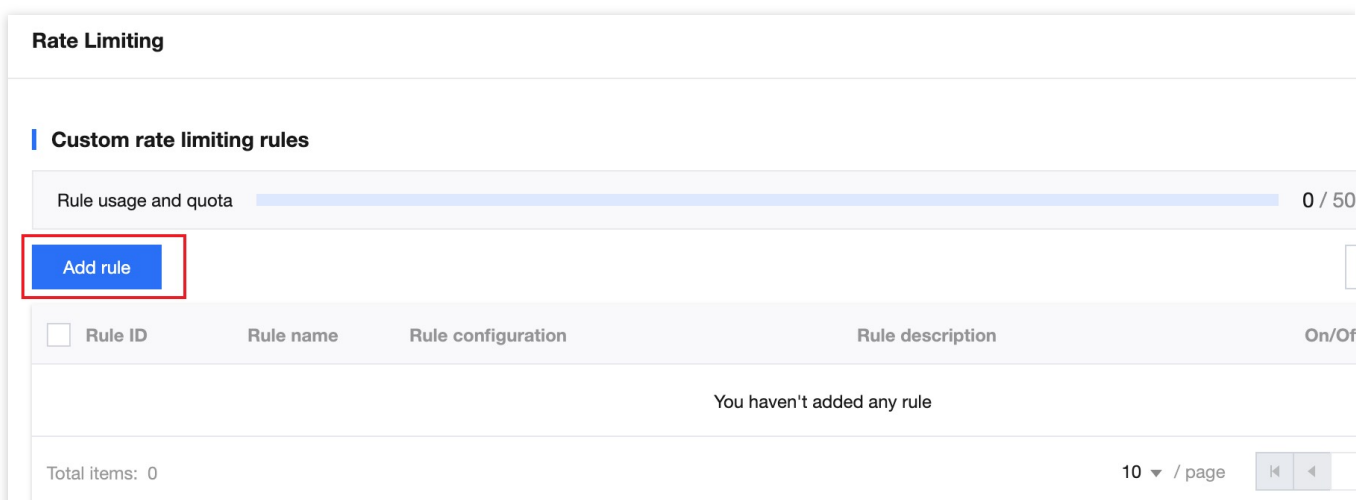 Rate Limiting
Custom rate limiting rules
Rule usage and quota 0 / 50
Add rule
Rule ID Rule name Rule configuration Rule description On/Of
You haven't added any rule
Total items: 0 10 / page